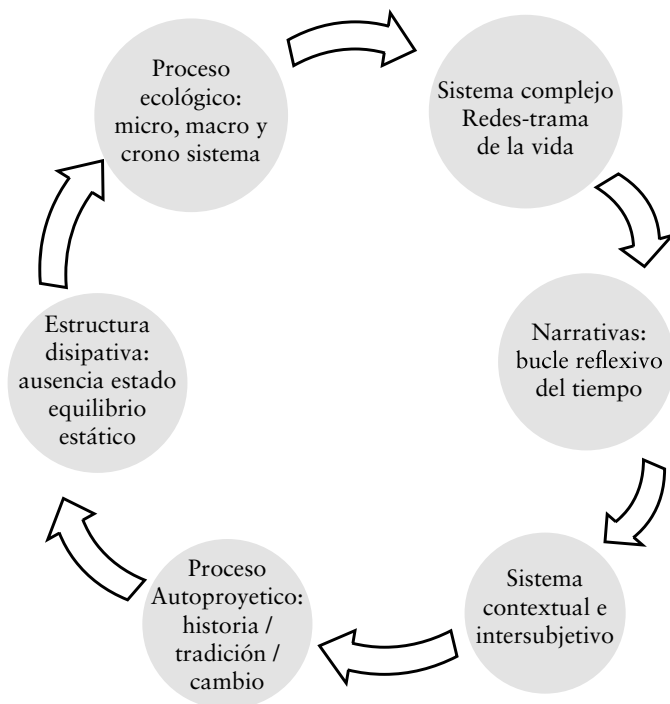 Proceso
ecológico:
micro, macro y
crono sistema
Sistema complejo
Redes-trama
de la vida
Narrativas:
bucle reflexivo
del tiempo
Sistema
contextual e
intersubjetivo
Proceso
Autoproyetico:
historia /
tradición /
cambio
Estructura
disipativa:
ausencia estado
equilibrio
estático